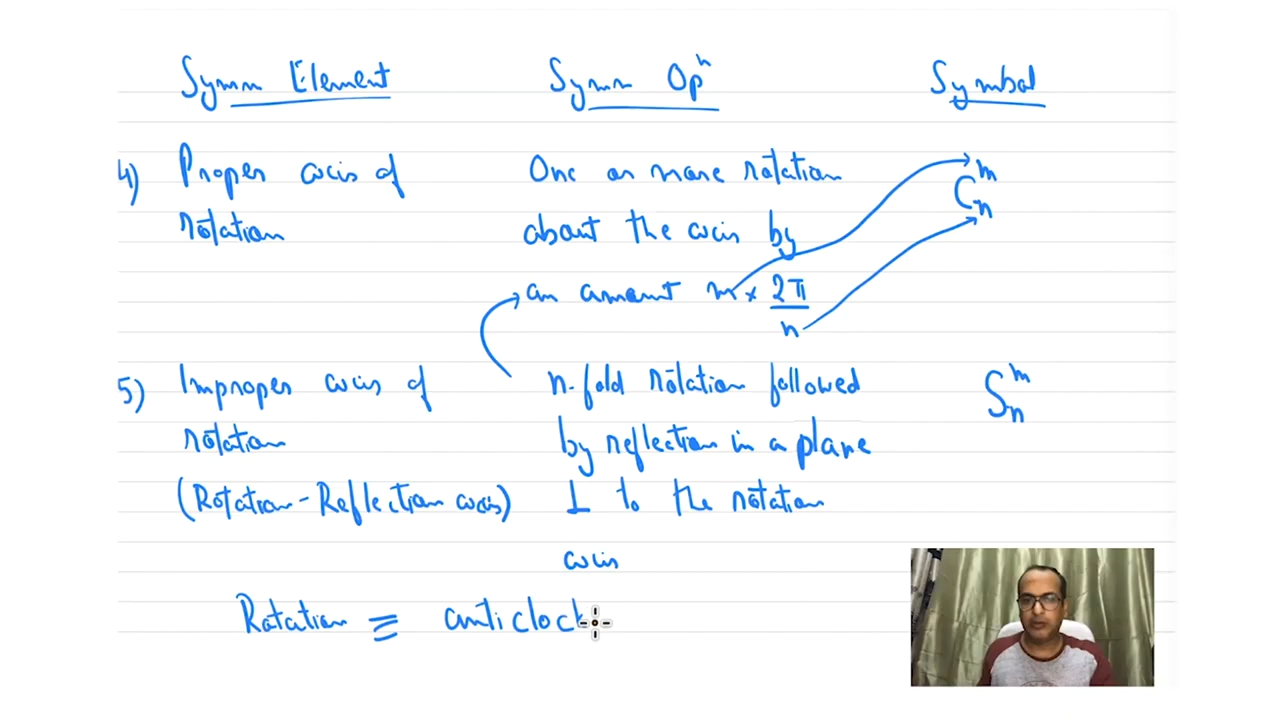 Symm Element Symm Opⁿ Symbol
4) Proper axis of One or more rotation Cₙᵐ
rotation about the axis by
an amount m × 2π/n
5) Improper axis of n-fold rotation followed Sₙᵐ
rotation by reflection in a plane
(Rotation-Reflection axis) ⊥ to the rotation
axis
Rotation ≡ anticlock